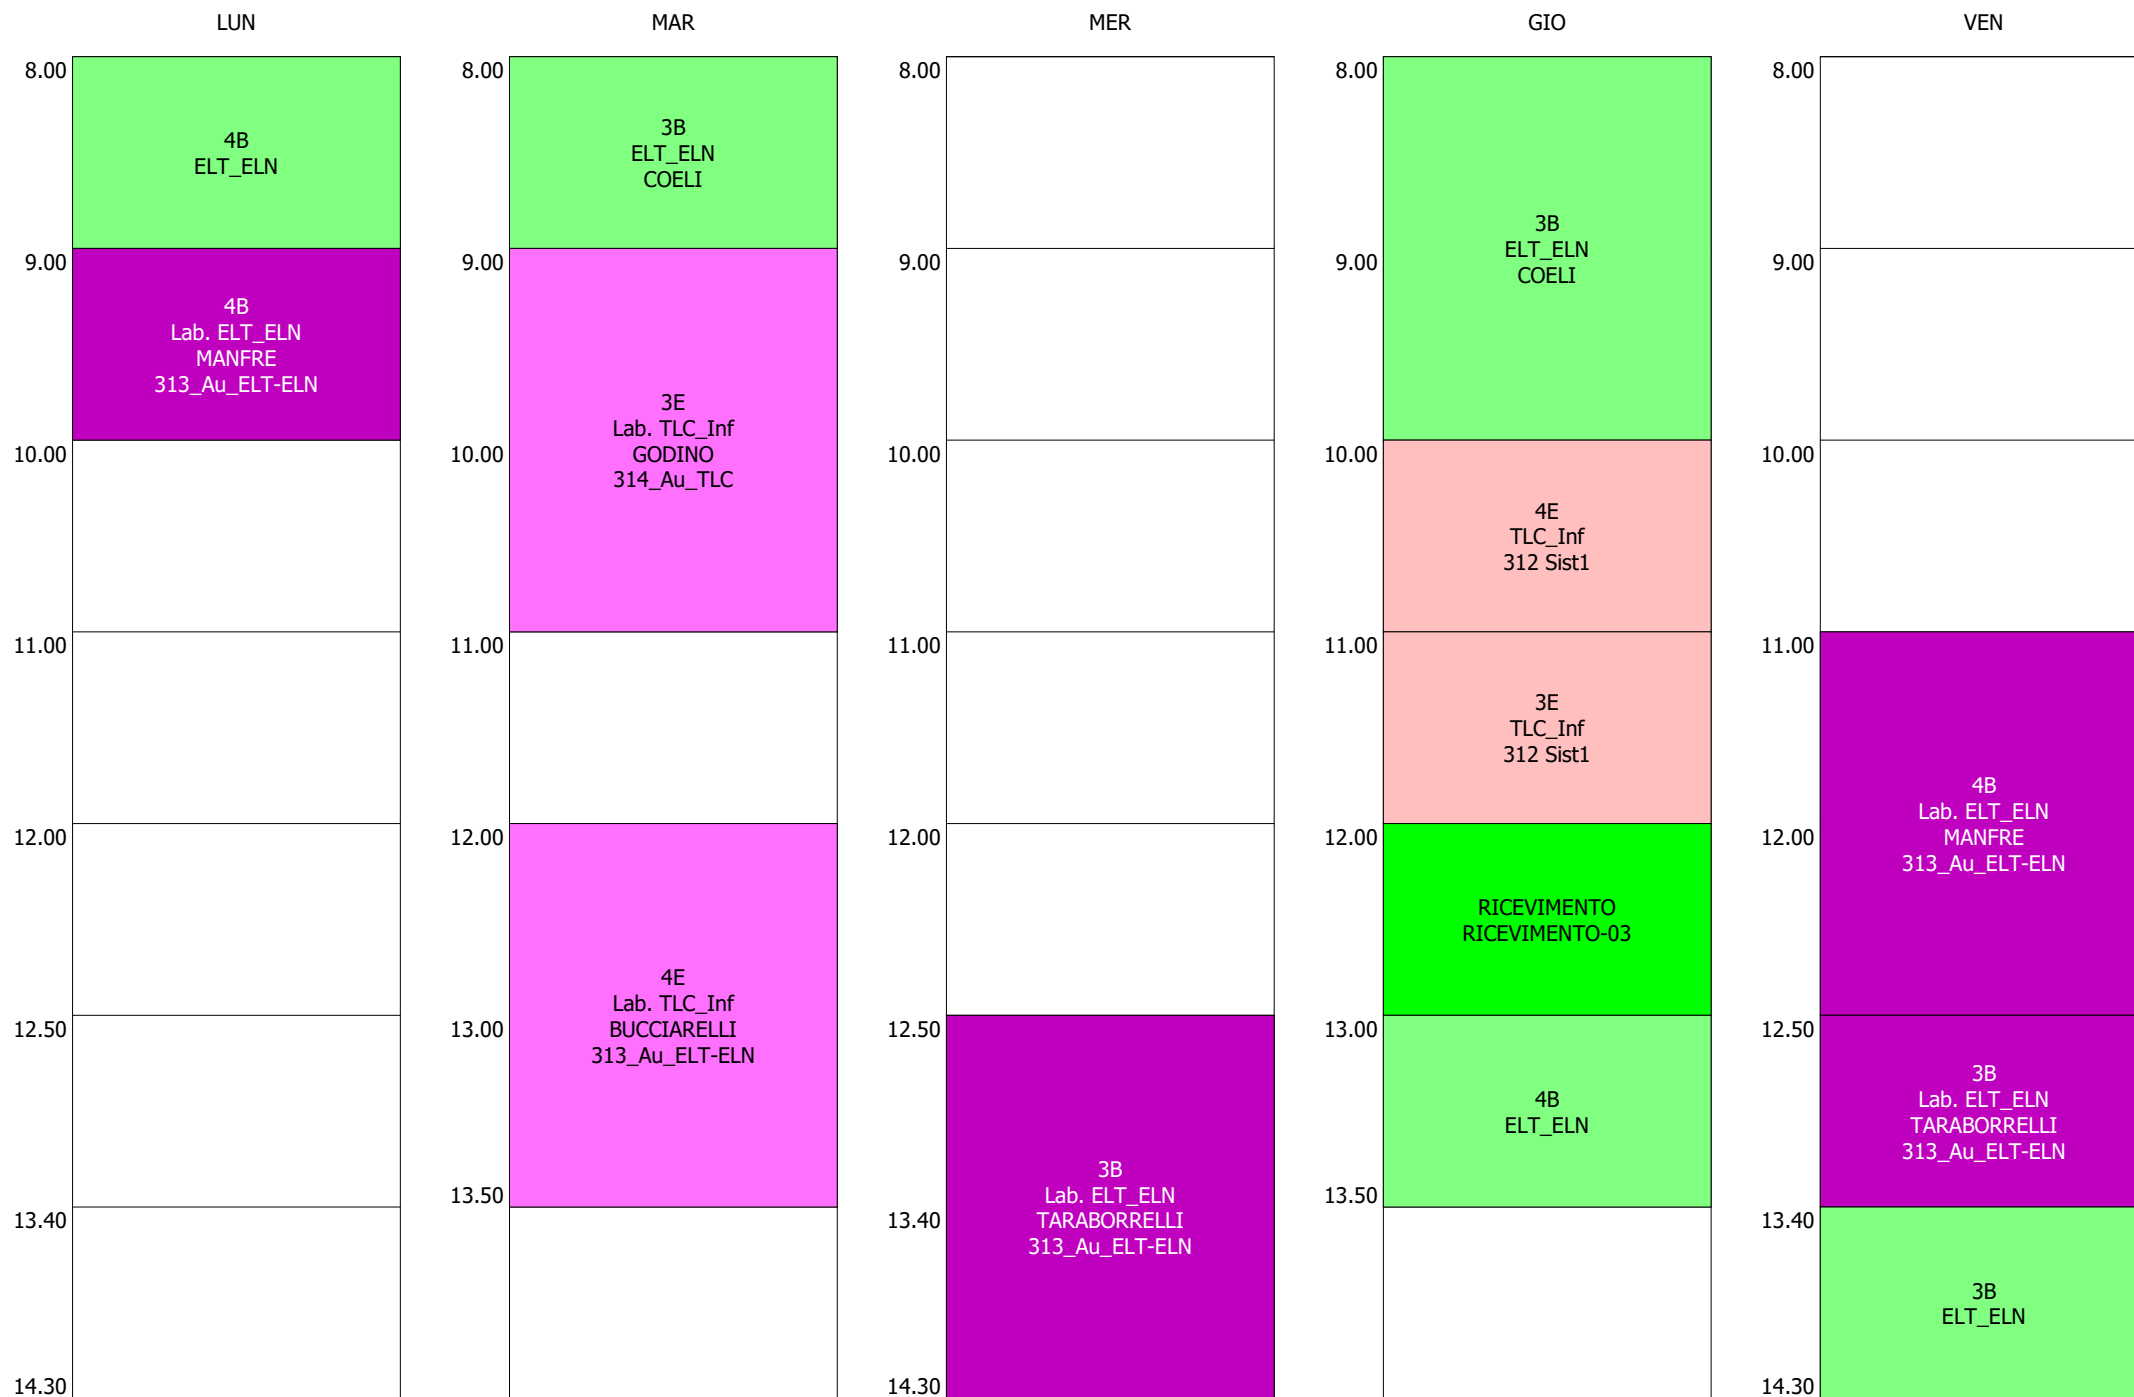 LUN
MAR
MER
GIO
VEN
8.00
4B
ELT_ELN
9.00
4B
Lab. ELT_ELN
MANFRE
313_Au_ELT-ELN
10.00
11.00
12.00
12.50
13.40
14.30
8.00
3B
ELT_ELN
COELI
9.00
3E
Lab. TLC_Inf
GODINO
314_Au_TLC
10.00
11.00
12.00
4E
Lab. TLC_Inf
BUCCIARELLI
313_Au_ELT-ELN
13.00
13.50
8.00
9.00
10.00
11.00
12.00
12.50
3B
Lab. ELT_ELN
TARABORRELLI
313_Au_ELT-ELN
13.40
14.30
8.00
3B
ELT_ELN
COELI
9.00
10.00
4E
TLC_Inf
312 Sist1
11.00
3E
TLC_Inf
312 Sist1
12.00
RICEVIMENTO
RICEVIMENTO-03
13.00
4B
ELT_ELN
13.50
8.00
9.00
10.00
11.00
4B
Lab. ELT_ELN
MANFRE
313_Au_ELT-ELN
12.00
12.50
3B
Lab. ELT_ELN
TARABORRELLI
313_Au_ELT-ELN
13.40
3B
ELT_ELN
14.30